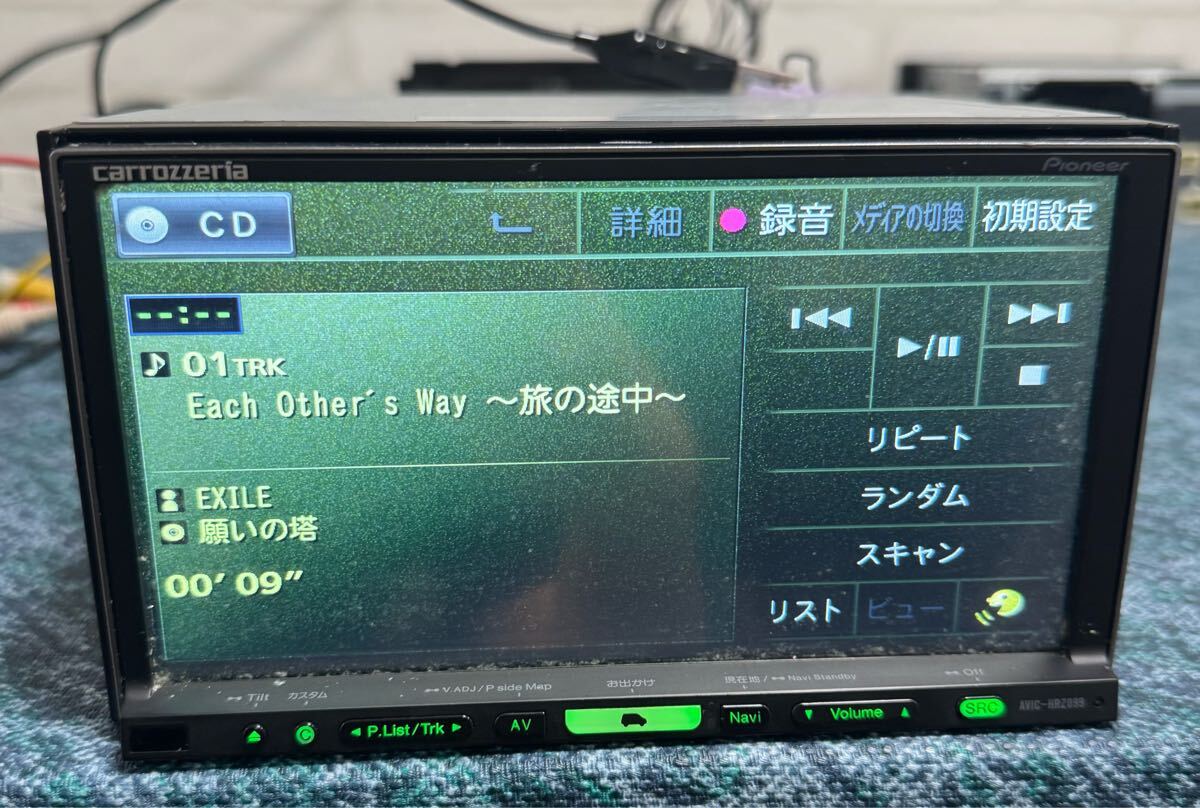 carrozzeria
Pioneer
CD 詳細 録音 メディアの切換 初期設定
--:--
01TRK
Each Other´s Way ～旅の途中～
EXILE
願いの塔
00’09”
リピート
ランダム
スキャン
リスト ビュー
Tilt カスタム V.ADJ/P side Map お出かけ 現在地/ Navi Standby Off
C P.List/Trk AV Navi Volume SRC AVIC-HRZ099